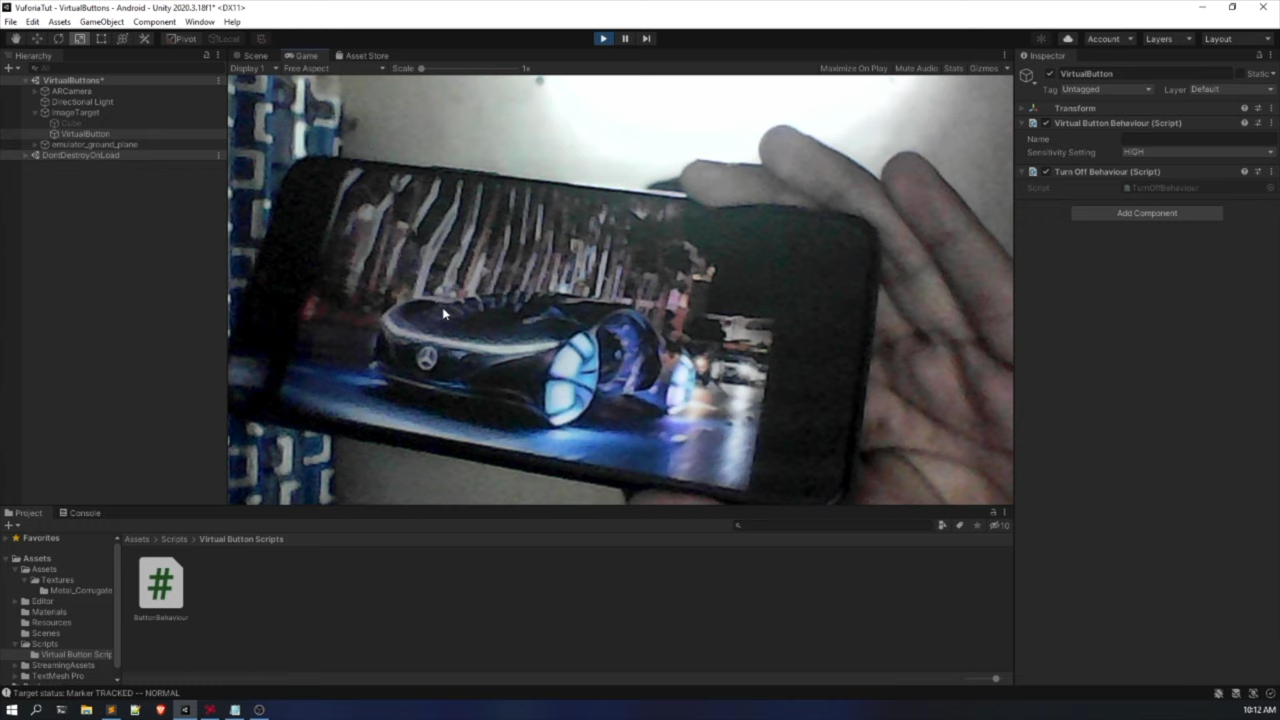 VuforiaTut - VirtualButtons - Android - Unity 2020.3.18f1* <DX11>
File Edit Assets GameObject Component Window Help
Pivot Local Account Layers Layout
Hierarchy
All
VirtualButtons*
ARCamera
Directional Light
ImageTarget
Cube
VirtualButton
emulator_ground_plane
DontDestroyOnLoad
Scene Game Asset Store
Display 1 Free Aspect Scale 1x Maximize On Play Mute Audio Stats Gizmos
Inspector
VirtualButton Static
Tag Untagged Layer Default
Transform
Virtual Button Behaviour (Script)
Name
Sensitivity Setting HIGH
Turn Off Behaviour (Script)
Script TurnOffBehaviour
Add Component
Project Console
10
Favorites
Assets > Scripts > Virtual Button Scripts
Assets
Assets
Textures
Metal_Corrugate
Editor
Materials
Resources
Scenes
Scripts
Virtual Button Scrip
StreamingAssets
TextMesh Pro
#
ButtonBehaviour
Target status: Marker TRACKED -- NORMAL
10:12 AM